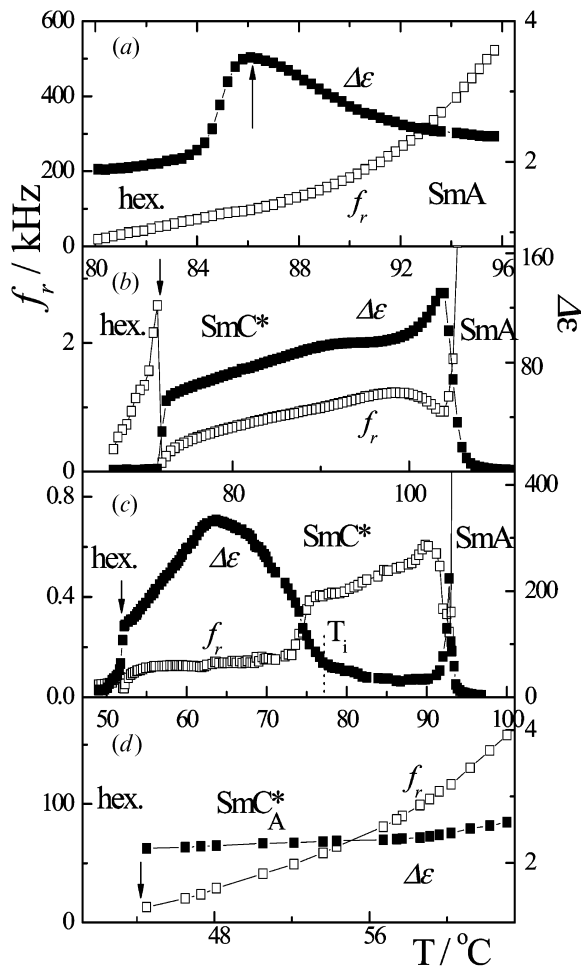 600
(a)
4
500
Δε
400
300
2
200
hex.
f_r
SmA
0
80 84 88 92 96
(b)
160
hex.
SmC*
Δε
SmA
2
80
f_r
0
80 100
0.8
(c)
400
hex.
SmC*
SmA
Δε
0.4
200
f_r
T_i
0.0
0
50 60 70 80 90 100
(d)
4
hex.
SmC*_A
f_r
100
2
Δε
0
48 56
T / °C
f_r / kHz
Δε